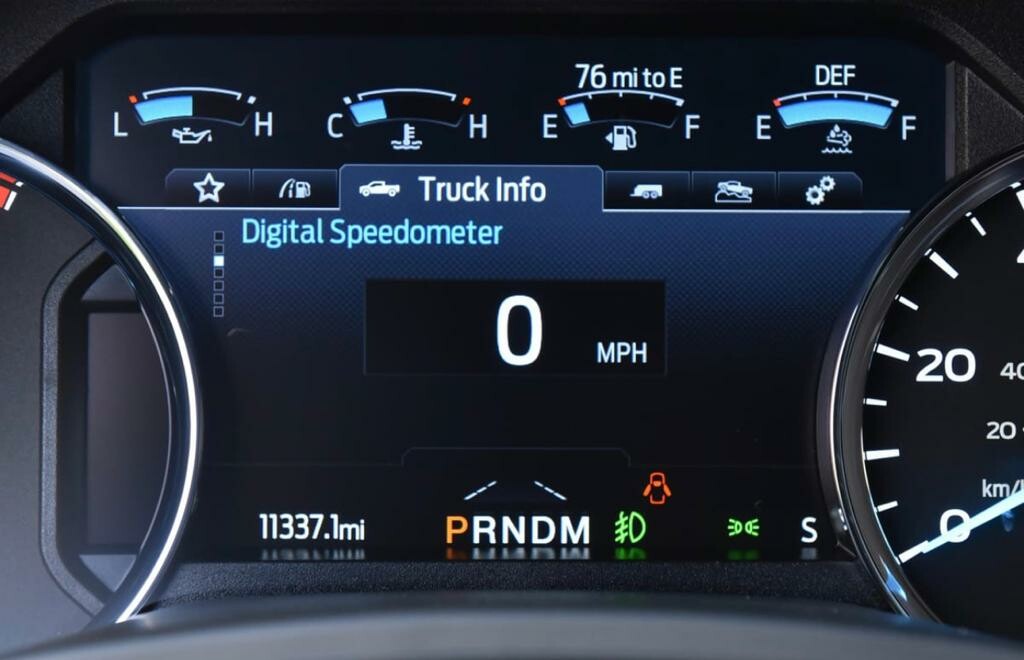 76 mi to E
DEF
L H
C H
E F
E F
Truck Info
Digital Speedometer
0 MPH
20
40
20
km/h
0
11337.1mi
PRNDM
S